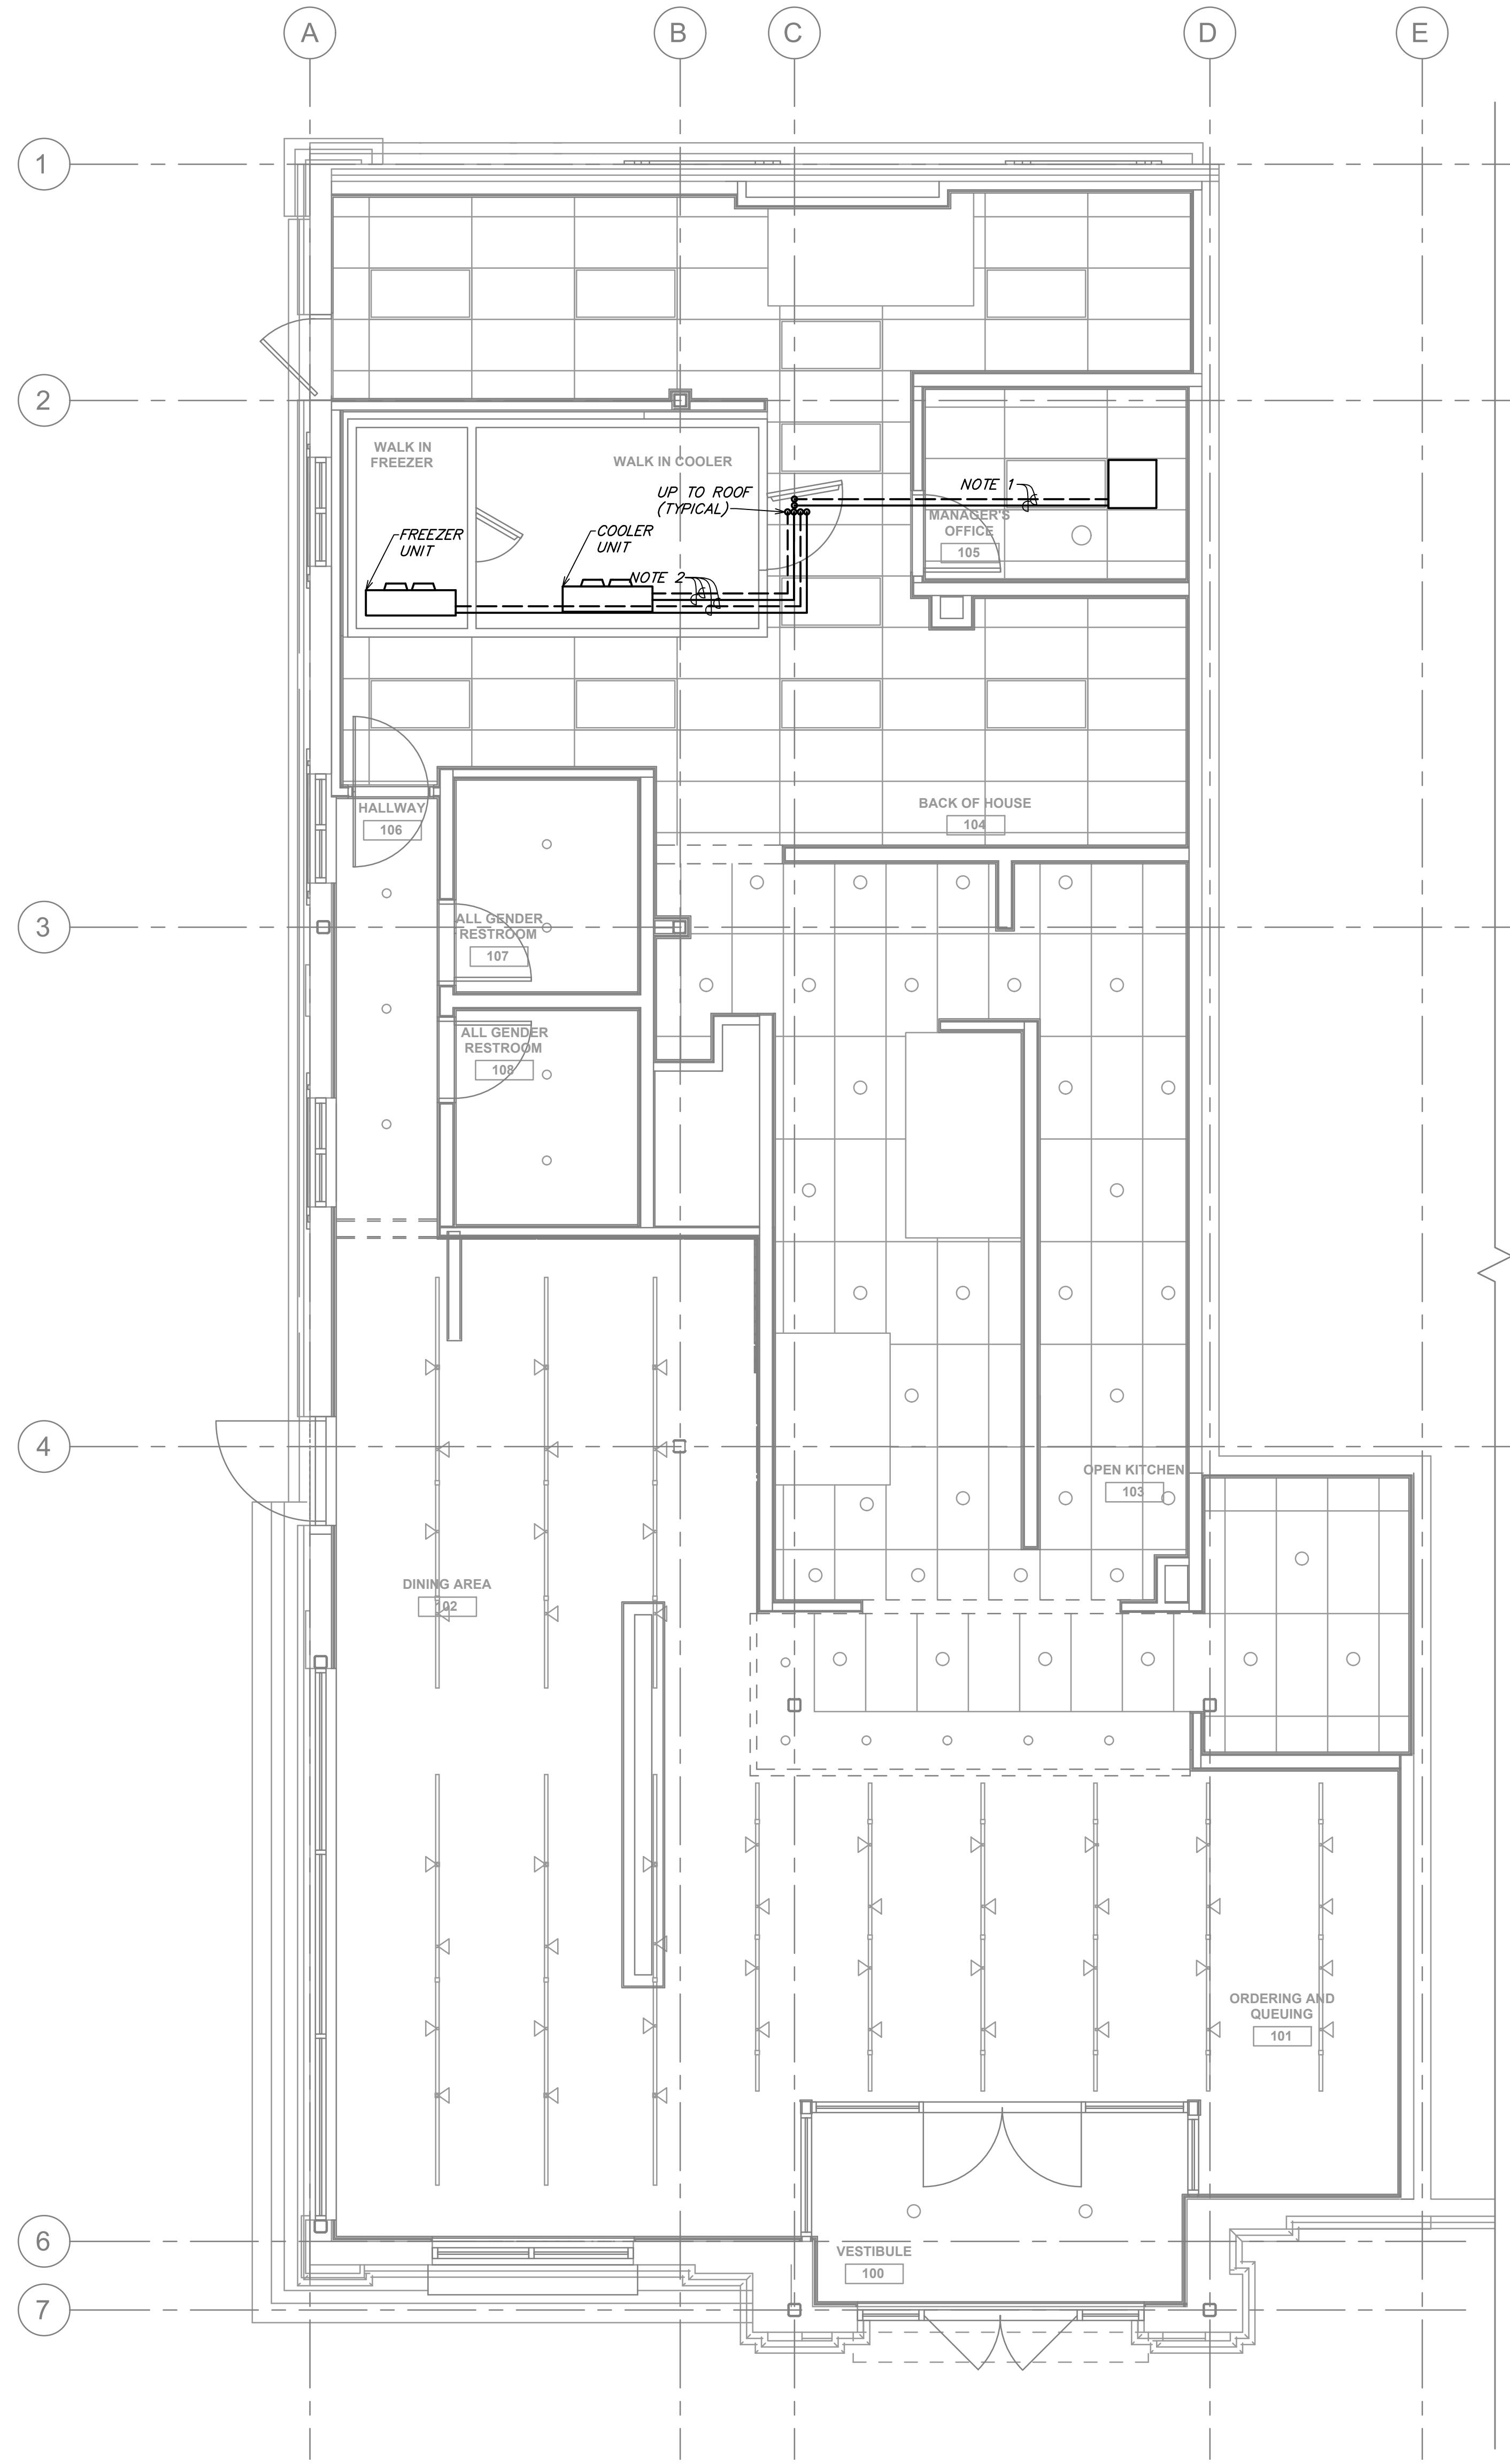 A
B
C
D
E
1
2
WALK IN
FREEZER
WALK IN COOLER
UP TO ROOF
(TYPICAL)
NOTE 1
MANAGER'S
OFFICE
105
FREEZER
UNIT
COOLER
UNIT
NOTE 2
HALLWAY
106
BACK OF HOUSE
104
3
ALL GENDER
RESTROOM
107
ALL GENDER
RESTROOM
108
4
OPEN KITCHEN
103
DINING AREA
102
ORDERING AND
QUEUING
101
6
VESTIBULE
100
7